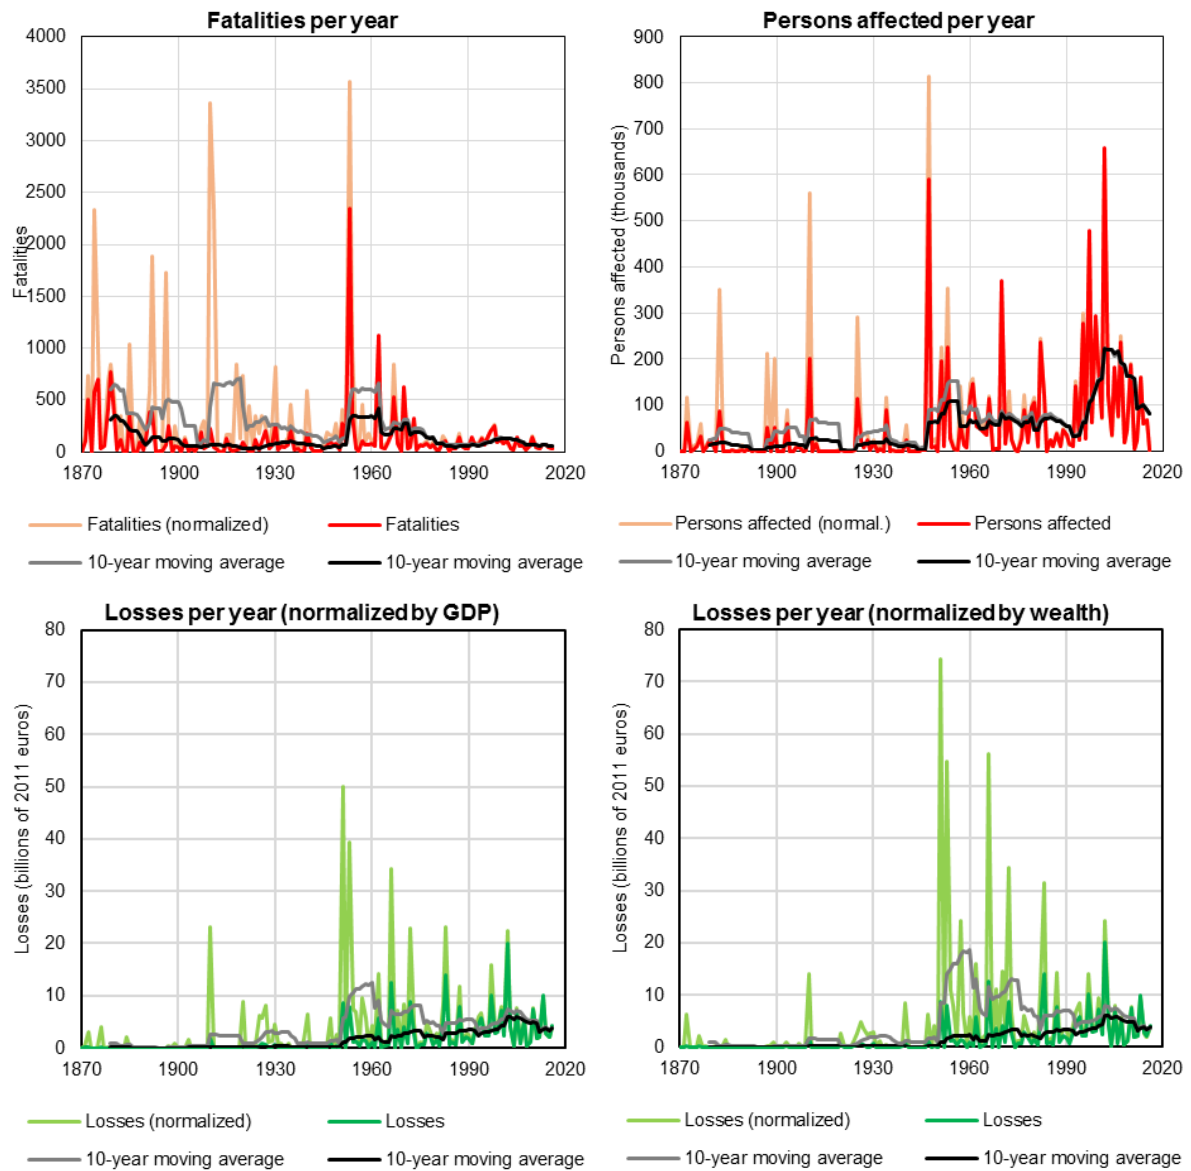 Fatalities per year
4000
3500
3000
2500
2000
1500
1000
500
0
Fatalities
1870 1900 1930 1960 1990 2020
Fatalities (normalized) Fatalities
10-year moving average 10-year moving average
Persons affected per year
900
800
700
600
500
400
300
200
100
0
Persons affected (thousands)
1870 1900 1930 1960 1990 2020
Persons affected (normal.) Persons affected
10-year moving average 10-year moving average
Losses per year (normalized by GDP)
80
70
60
50
40
30
20
10
0
Losses (billions of 2011 euros)
1870 1900 1930 1960 1990 2020
Losses (normalized) Losses
10-year moving average 10-year moving average
Losses per year (normalized by wealth)
80
70
60
50
40
30
20
10
0
Losses (billions of 2011 euros)
1870 1900 1930 1960 1990 2020
Losses (normalized) Losses
10-year moving average 10-year moving average